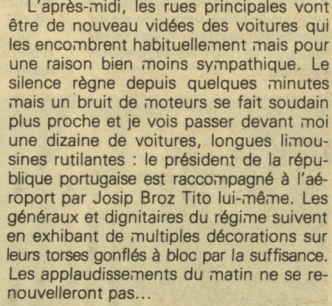 L'après-midi, les rues principales vont
être de nouveau vidées des voitures qui
les encombrent habituellement mais pour
une raison bien moins sympathique. Le
silence règne depuis quelques minutes
mais un bruit de moteurs se fait soudain
plus proche et je vois passer devant moi
une dizaine de voitures, longues limou-
sines rutilantes : le président de la répu-
blique portugaise est raccompagné à l'aé-
roport par Josip Broz Tito lui-même. Les
généraux et dignitaires du régime suivent
en exhibant de multiples décorations sur
leurs torses gonflés à bloc par la suffisance.
Les applaudissements du matin ne se re-
nouvelleront pas...